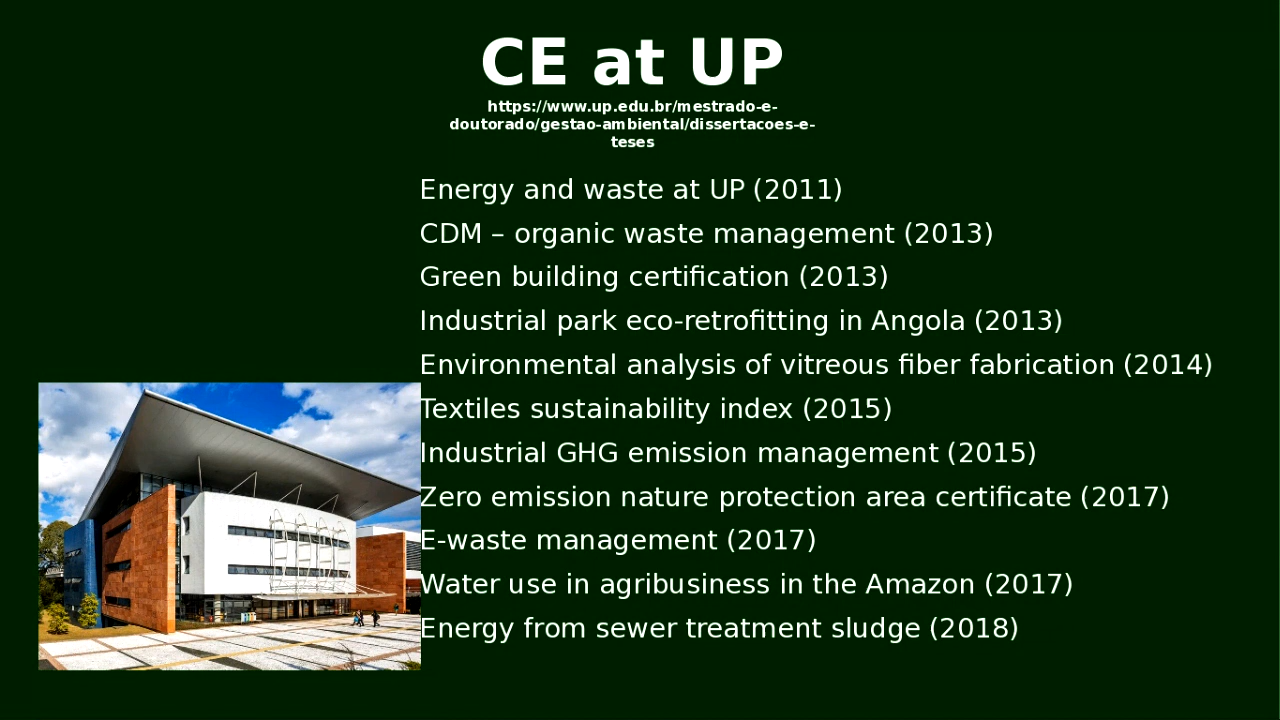 CE at UP
https://www.up.edu.br/mestrado-e-
doutorado/gestao-ambiental/dissertacoes-e-
teses
Energy and waste at UP (2011)
CDM – organic waste management (2013)
Green building certification (2013)
Industrial park eco-retrofitting in Angola (2013)
Environmental analysis of vitreous fiber fabrication (2014)
Textiles sustainability index (2015)
Industrial GHG emission management (2015)
Zero emission nature protection area certificate (2017)
E-waste management (2017)
Water use in agribusiness in the Amazon (2017)
Energy from sewer treatment sludge (2018)